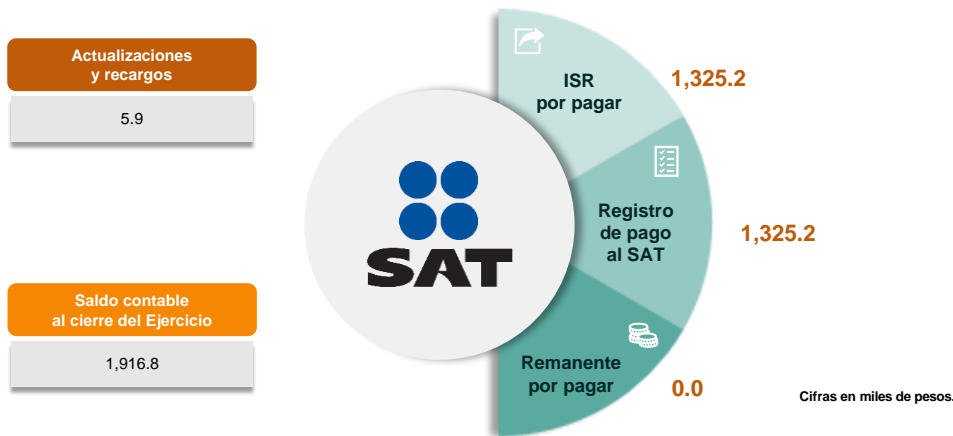 Actualizaciones
y recargos
5.9
Saldo contable
al cierre del Ejercicio
1,916.8
SAT
ISR
por pagar
1,325.2
Registro
de pago
al SAT
1,325.2
Remanente
por pagar
0.0
Cifras en miles de pesos.